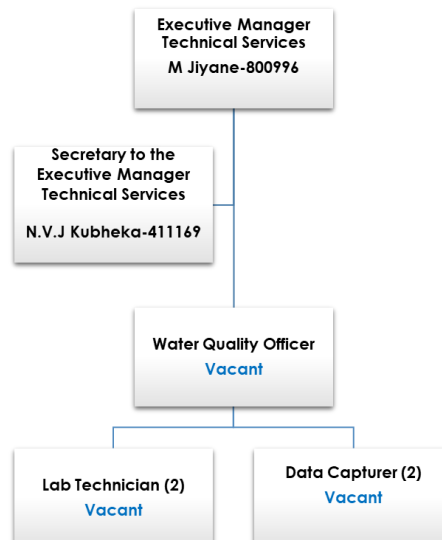 Executive Manager
Technical Services
M Jiyane-800996
Secretary to the
Executive Manager
Technical Services
N.V.J Kubheka-411169
Water Quality Officer
Vacant
Lab Technician (2)
Vacant
Data Capturer (2)
Vacant